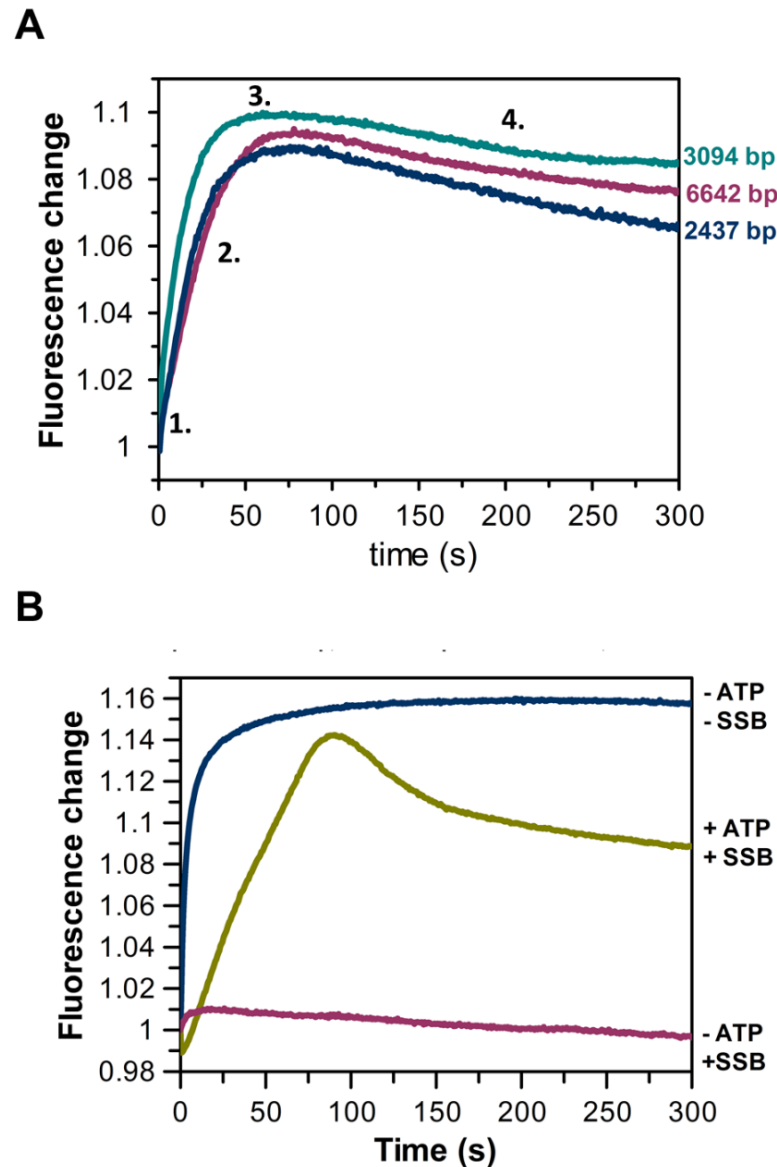 A
Fluorescence change
1.1
1.08
1.06
1.04
1.02
1
1.
2.
3.
4.
3094 bp
6642 bp
2437 bp
0 50 100 150 200 250 300
time (s)
B
Fluorescence change
1.16
1.14
1.12
1.1
1.08
1.06
1.04
1.02
1
0.98
- ATP
- SSB
+ ATP
+ SSB
- ATP
+SSB
0 50 100 150 200 250 300
Time (s)